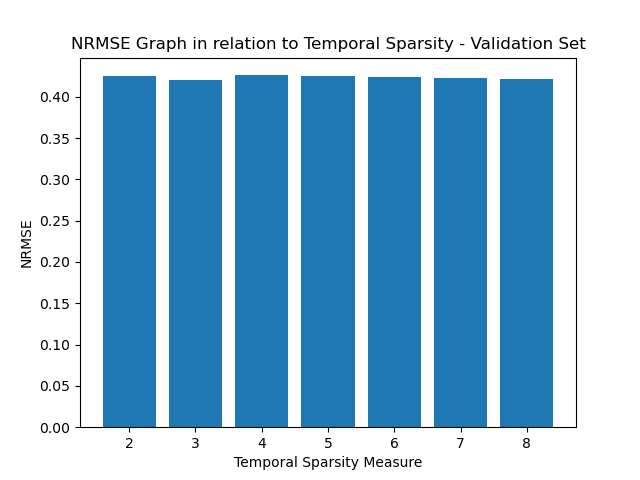 NRMSE Graph in relation to Temporal Sparsity - Validation Set
0.40
0.35
0.30
0.25
0.20
0.15
0.10
0.05
0.00
NRMSE
2 3 4 5 6 7 8
Temporal Sparsity Measure